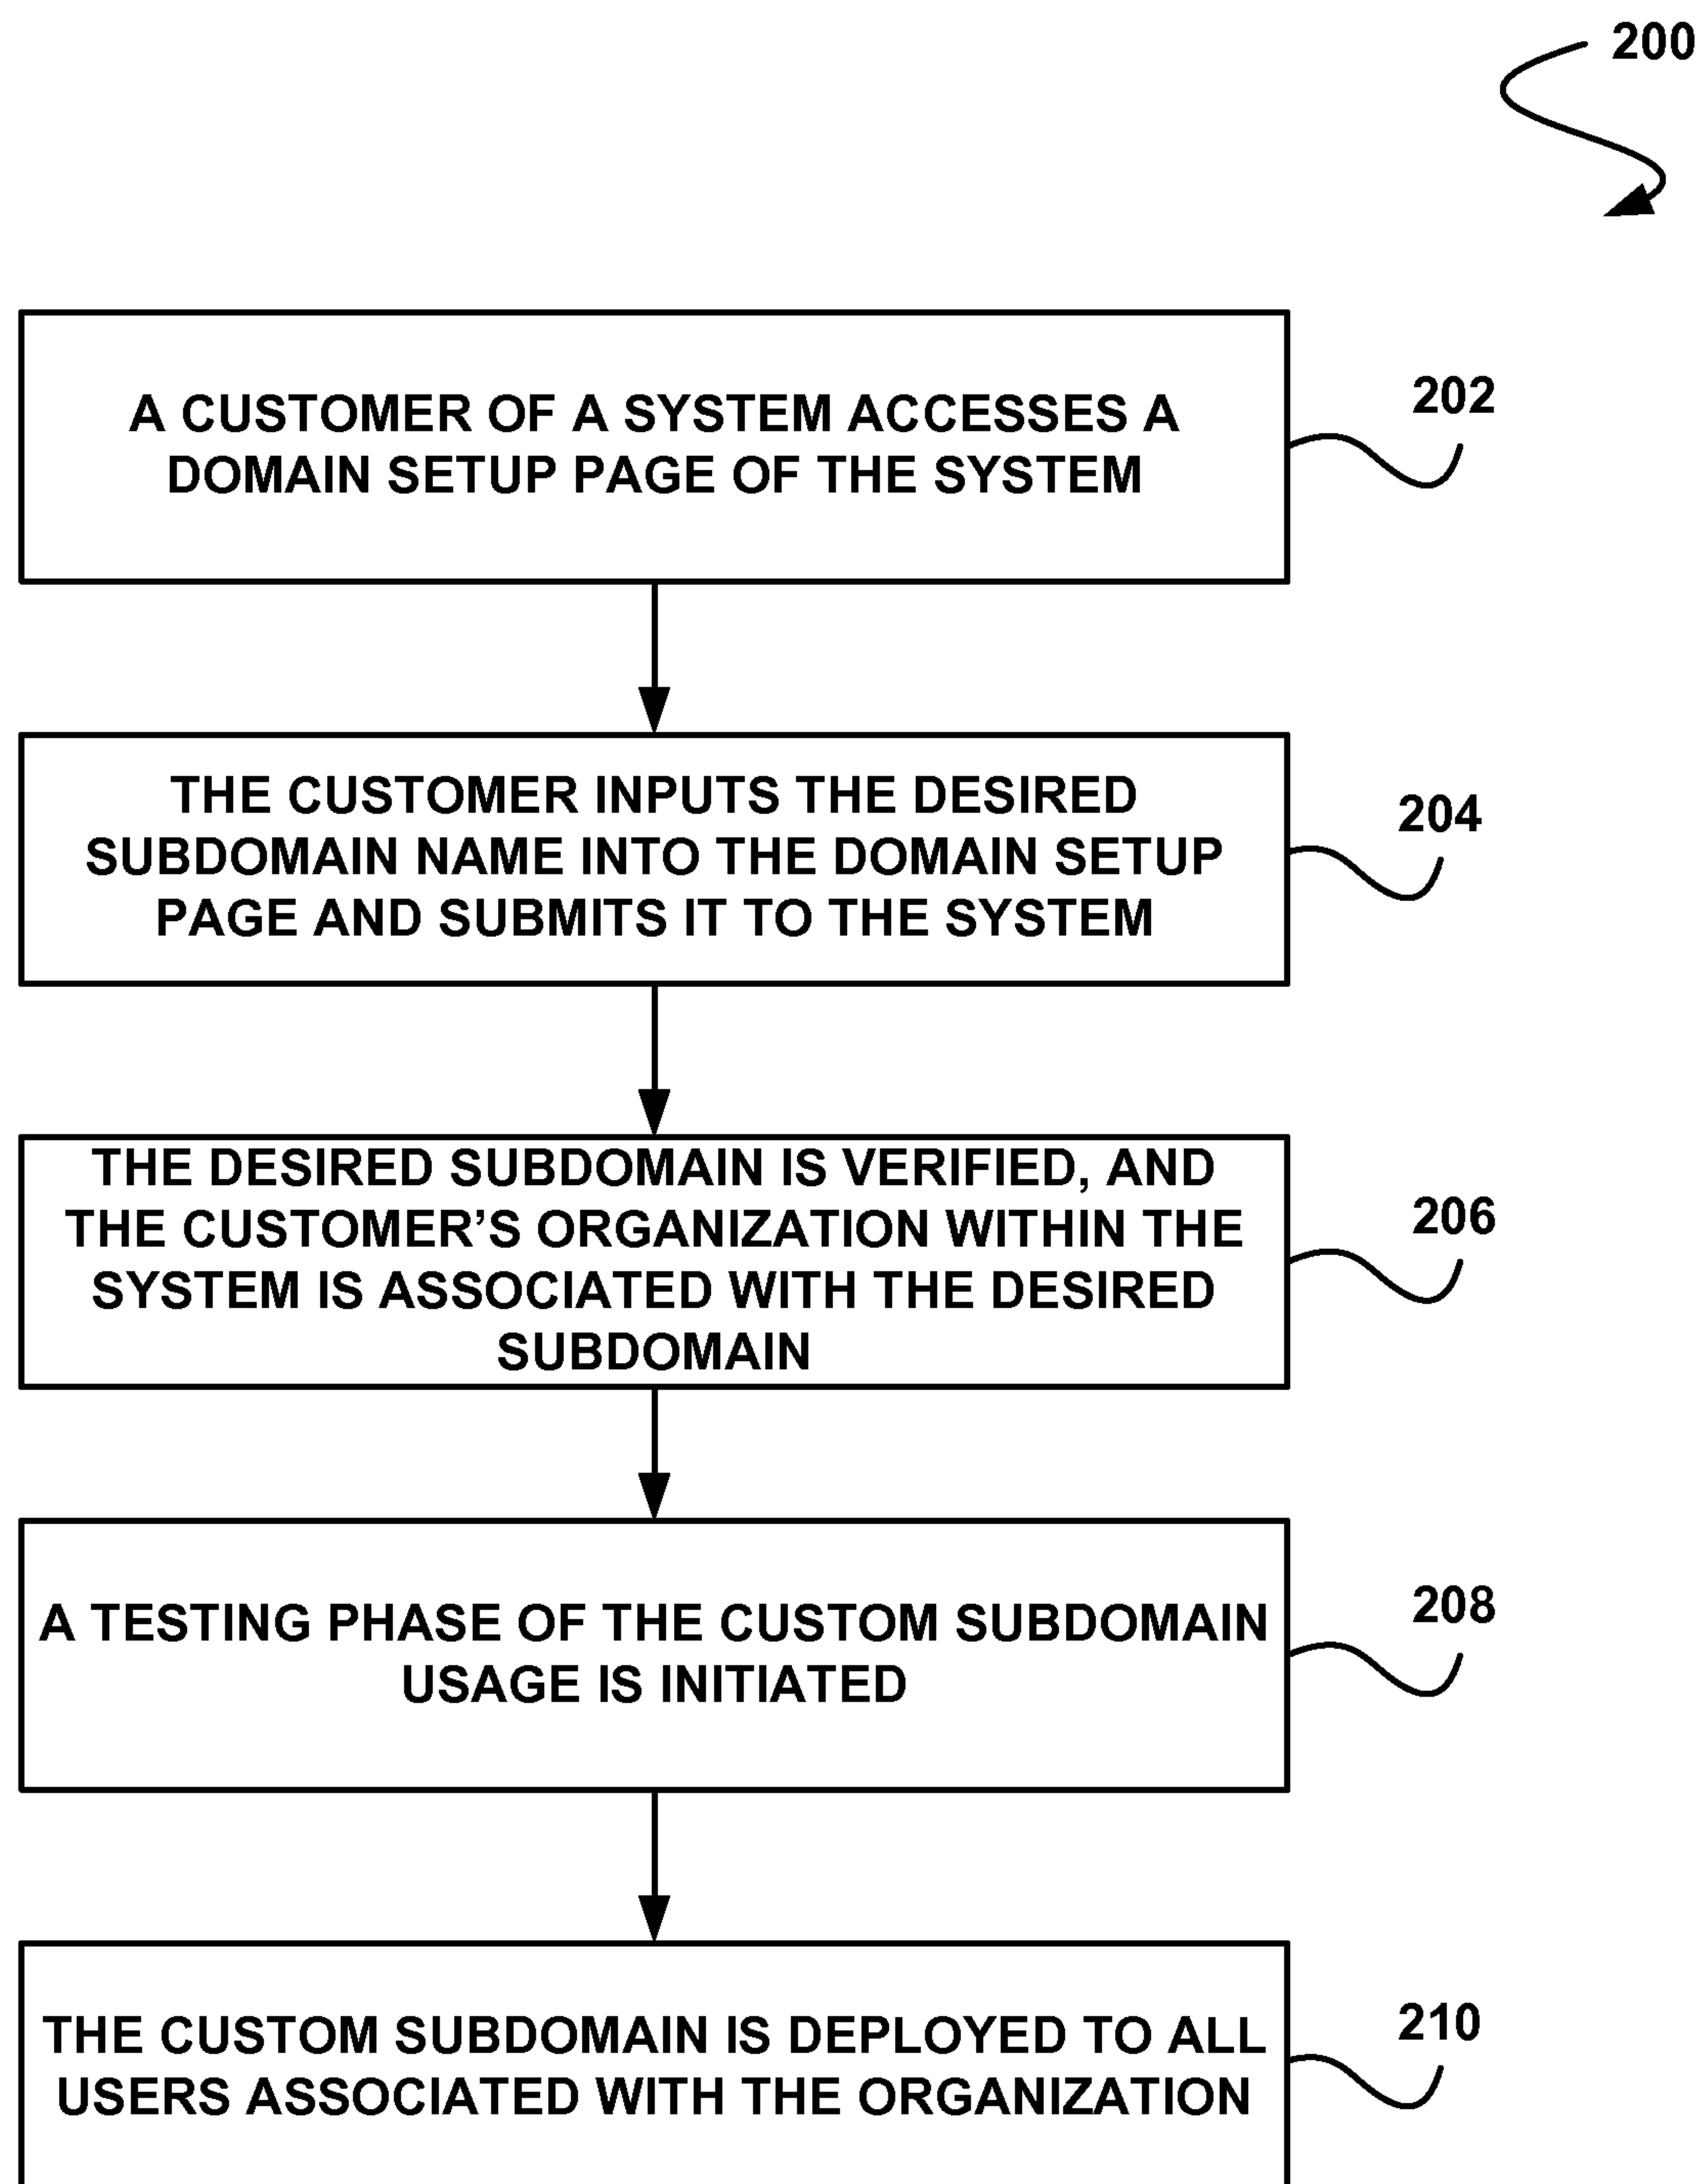 200
A CUSTOMER OF A SYSTEM ACCESSES A
DOMAIN SETUP PAGE OF THE SYSTEM
202
THE CUSTOMER INPUTS THE DESIRED
SUBDOMAIN NAME INTO THE DOMAIN SETUP
PAGE AND SUBMITS IT TO THE SYSTEM
204
THE DESIRED SUBDOMAIN IS VERIFIED, AND
THE CUSTOMER’S ORGANIZATION WITHIN THE
SYSTEM IS ASSOCIATED WITH THE DESIRED
SUBDOMAIN
206
A TESTING PHASE OF THE CUSTOM SUBDOMAIN
USAGE IS INITIATED
208
THE CUSTOM SUBDOMAIN IS DEPLOYED TO ALL
USERS ASSOCIATED WITH THE ORGANIZATION
210